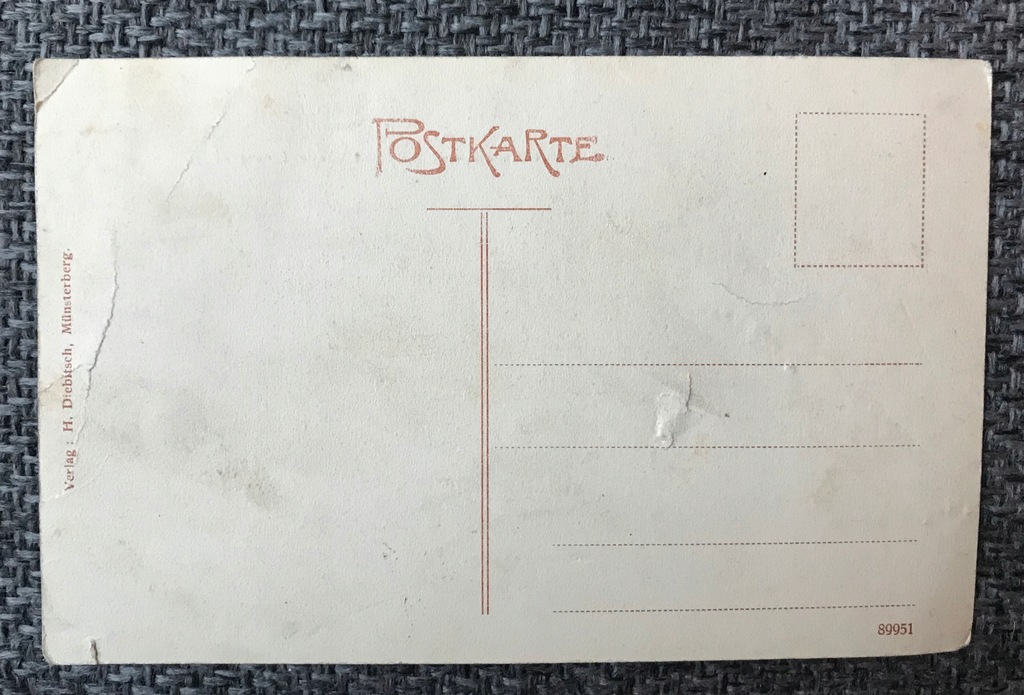 POSTKARTE
Verlag: H. Diebitsch, Münsterberg.
89951